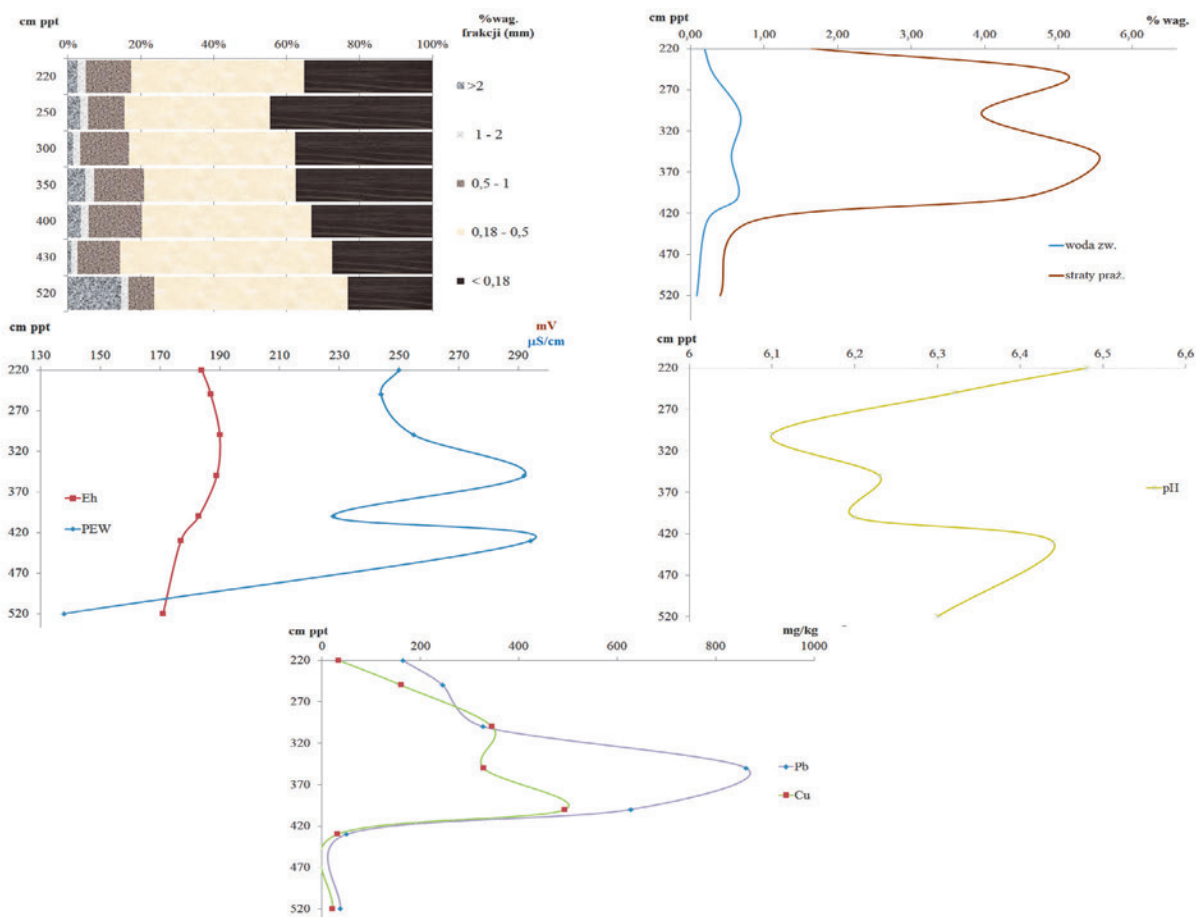 %wag.
cm ppt frakcji (mm)
0% 20% 40% 60% 80% 100%
220
250
300
350
400
430
520
>2
1 - 2
0,5 - 1
0,18 - 0,5
< 0,18
cm ppt % wag.
0,00 1,00 2,00 3,00 4,00 5,00 6,00
220
270
320
370
420
470
520
woda zw.
straty praż.
cm ppt mV
μS/cm
130 150 170 190 210 230 250 270 290
220
270
320
370
420
470
520
Eh
PEW
6 6,1 6,2 6,3 6,4 6,5 6,6
220
270
320
370
420
470
520
pH
cm ppt mg/kg
0 200 400 600 800 1000
220
270
320
370
420
470
520
Pb
Cu